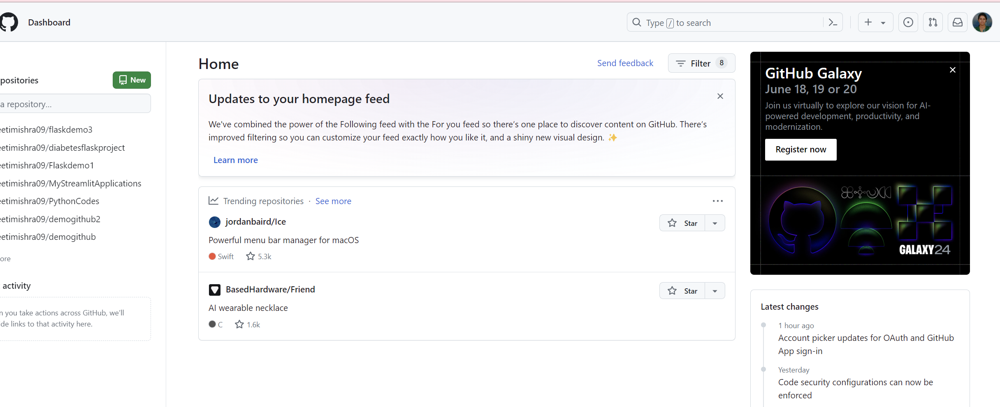 Dashboard
Type / to search
positories
New
a repository...
eetimishra09/flaskdemo3
eetimishra09/diabetesflaskproject
eetimishra09/Flaskdemo1
eetimishra09/MyStreamlitApplications
eetimishra09/PythonCodes
eetimishra09/demogithub2
eetimishra09/demogithub
ore
activity
n you take actions across GitHub, we’ll
de links to that activity here.
Home
Send feedback
Filter 8
Updates to your homepage feed
We've combined the power of the Following feed with the For you feed so there’s one place to discover content on GitHub. There’s
improved filtering so you can customize your feed exactly how you like it, and a shiny new visual design. ✨
Learn more
Trending repositories · See more
jordanbaird/Ice
Star
Powerful menu bar manager for macOS
Swift 5.3k
BasedHardware/Friend
Star
AI wearable necklace
C 1.6k
GitHub Galaxy
June 18, 19 or 20
Join us virtually to explore our vision for AI-
powered development, productivity, and
modernization.
Register now
GALAXY24
Latest changes
1 hour ago
Account picker updates for OAuth and GitHub
App sign-in
Yesterday
Code security configurations can now be
enforced